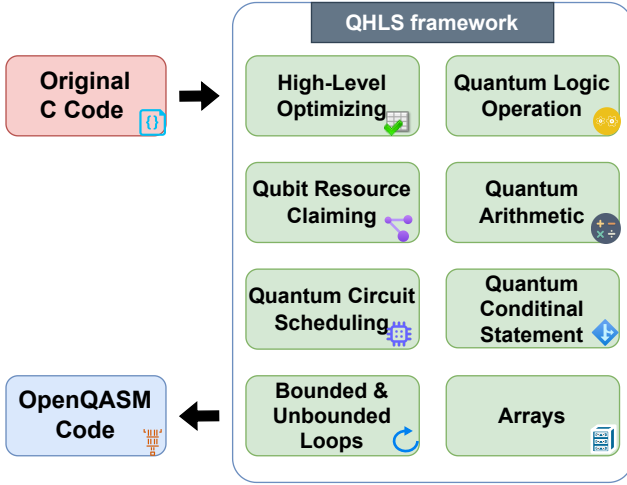 QHLS framework
Original
C Code
High-Level
Optimizing
Quantum Logic
Operation
Qubit Resource
Claiming
Quantum
Arithmetic
Quantum Circuit
Scheduling
Quantum
Conditinal
Statement
OpenQASM
Code
Bounded &
Unbounded
Loops
Arrays